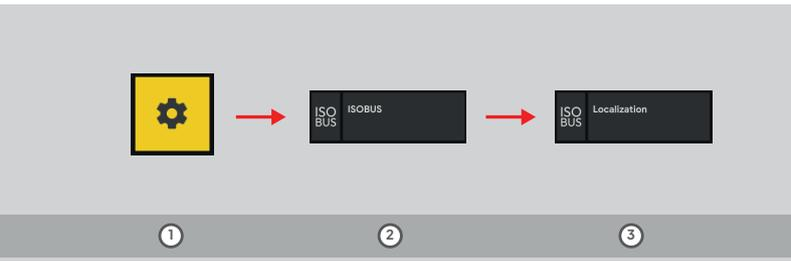 ISO
BUS
ISOBUS
ISO
BUS
Localization
1
2
3